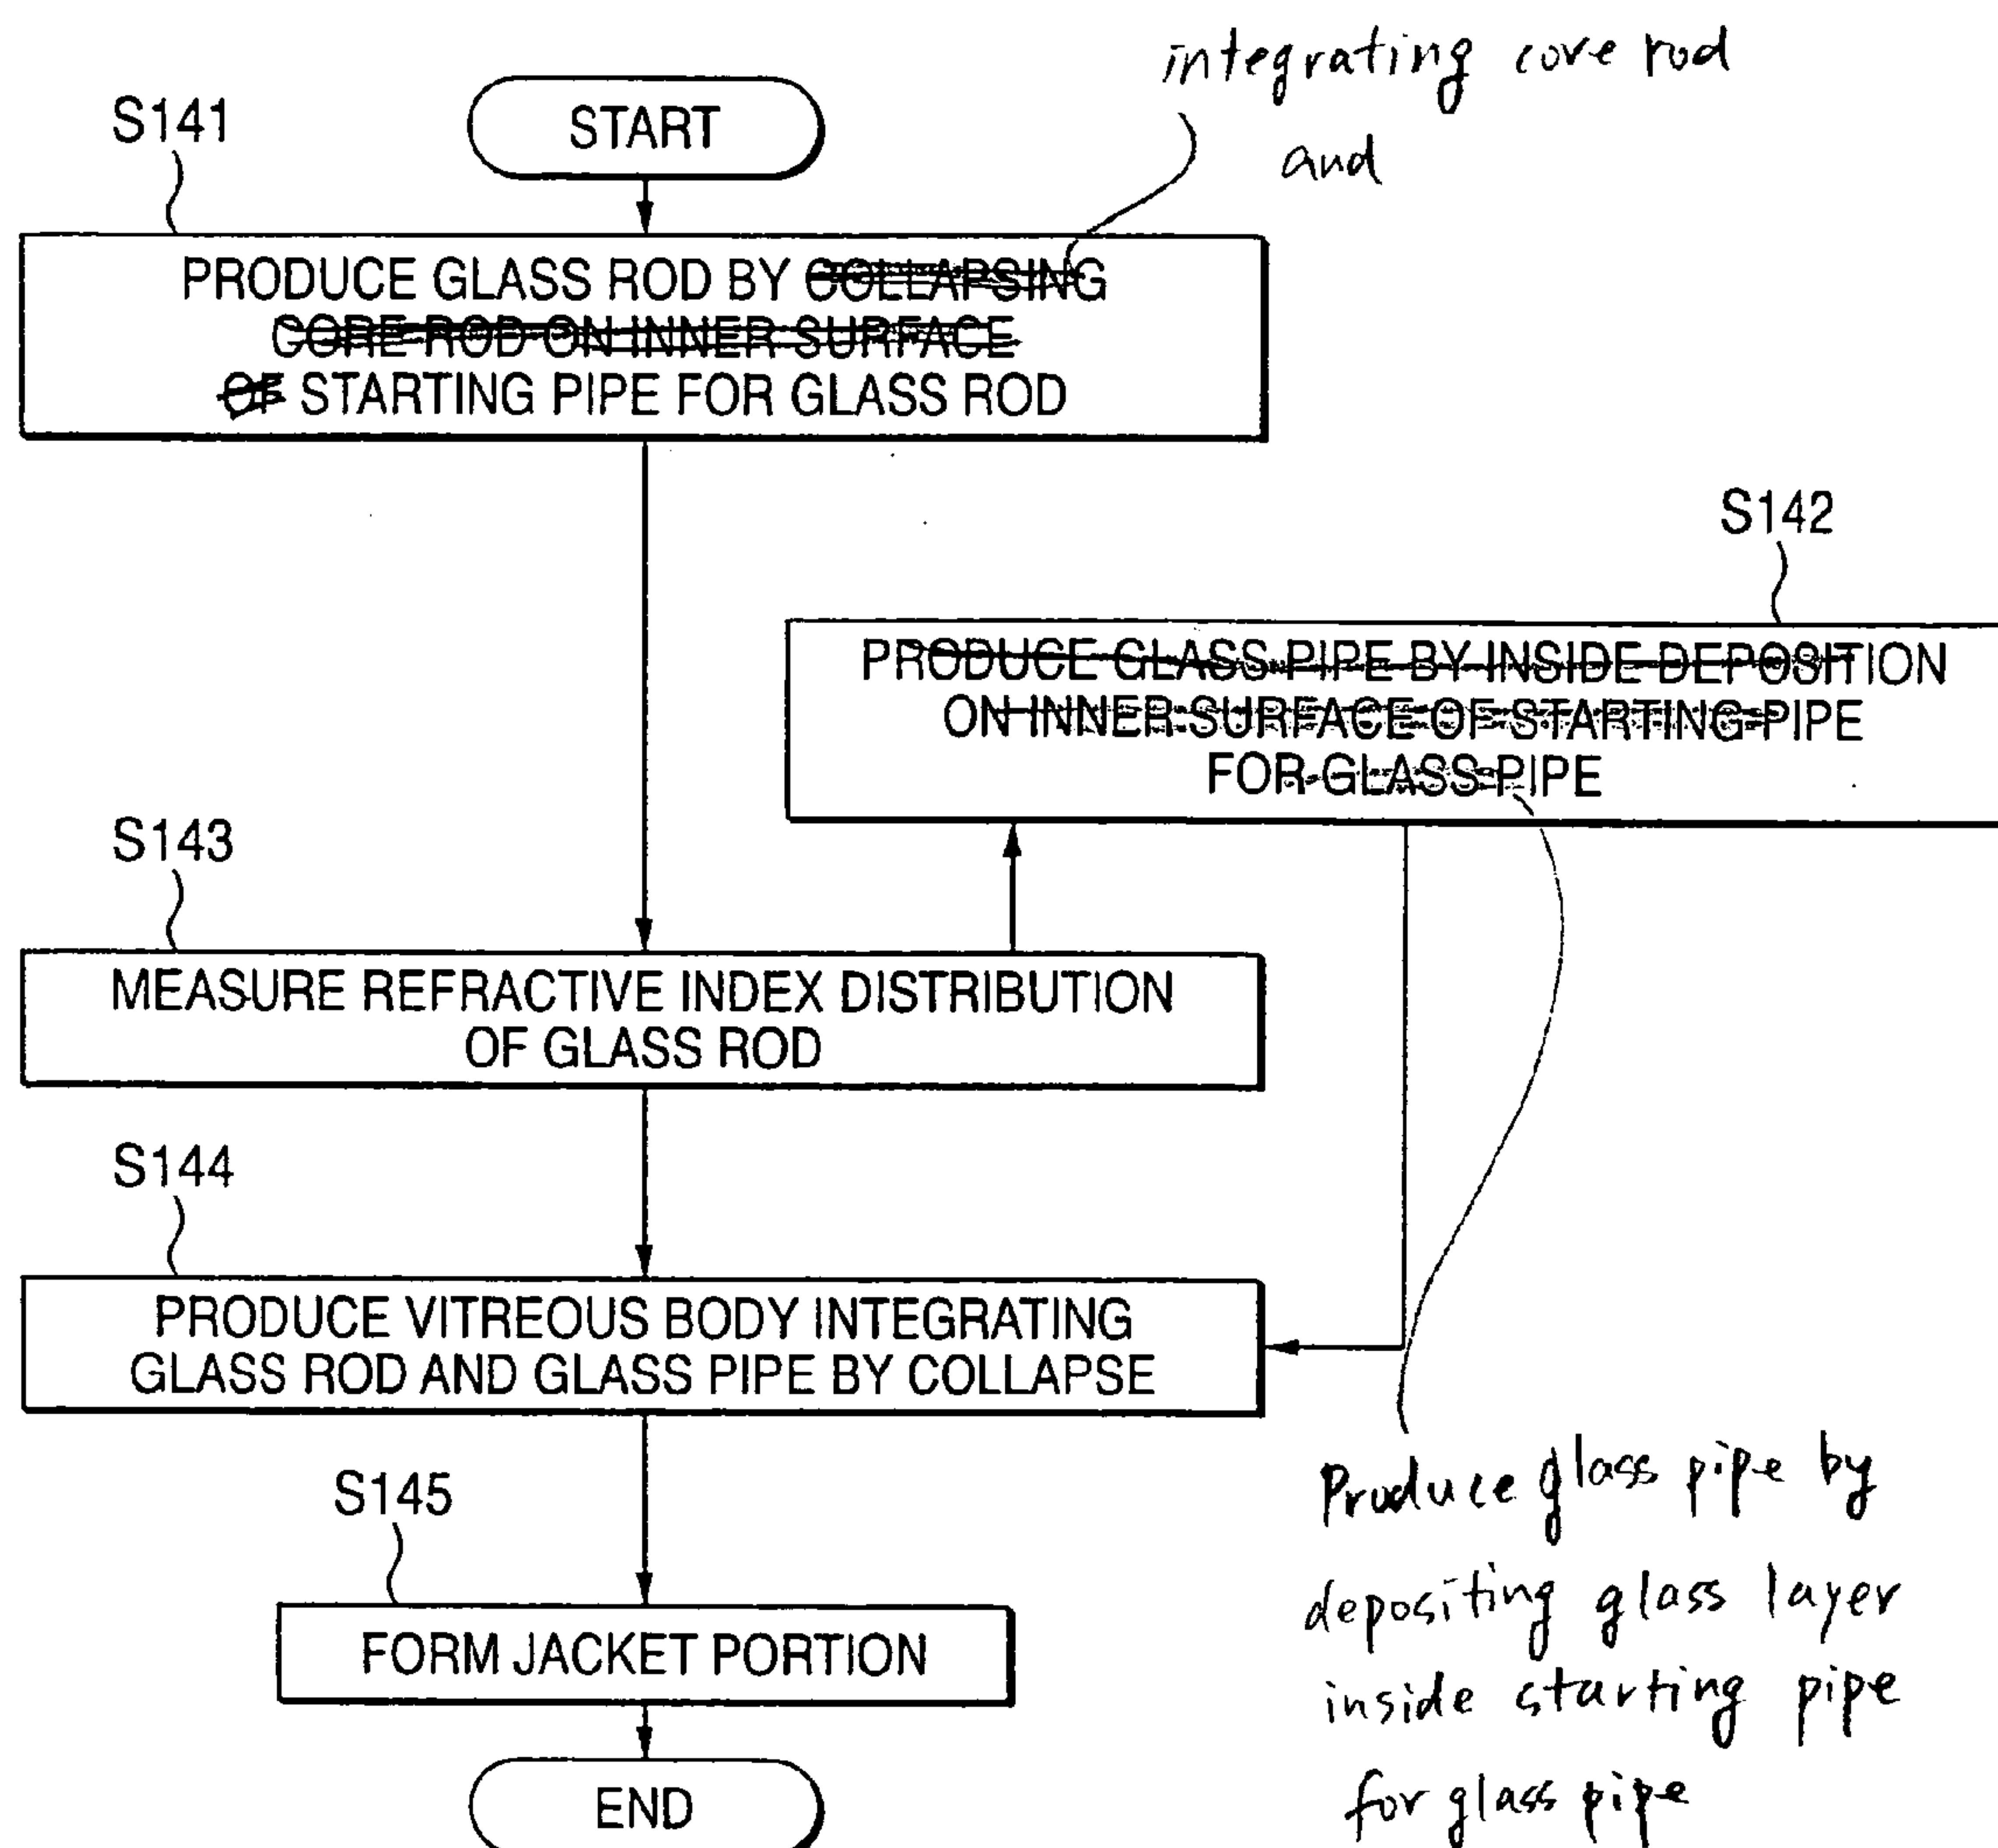 integrating core rod
and
S141
START
PRODUCE GLASS ROD BY COLLAPSING
CORE ROD ON INNER SURFACE
OF STARTING PIPE FOR GLASS ROD
S142
PRODUCE GLASS PIPE BY INSIDE DEPOSITION
ON INNER SURFACE OF STARTING PIPE
FOR GLASS PIPE
S143
MEASURE REFRACTIVE INDEX DISTRIBUTION
OF GLASS ROD
S144
PRODUCE VITREOUS BODY INTEGRATING
GLASS ROD AND GLASS PIPE BY COLLAPSE
S145
FORM JACKET PORTION
END
Produce glass pipe by
depositing glass layer
inside starting pipe
for glass pipe